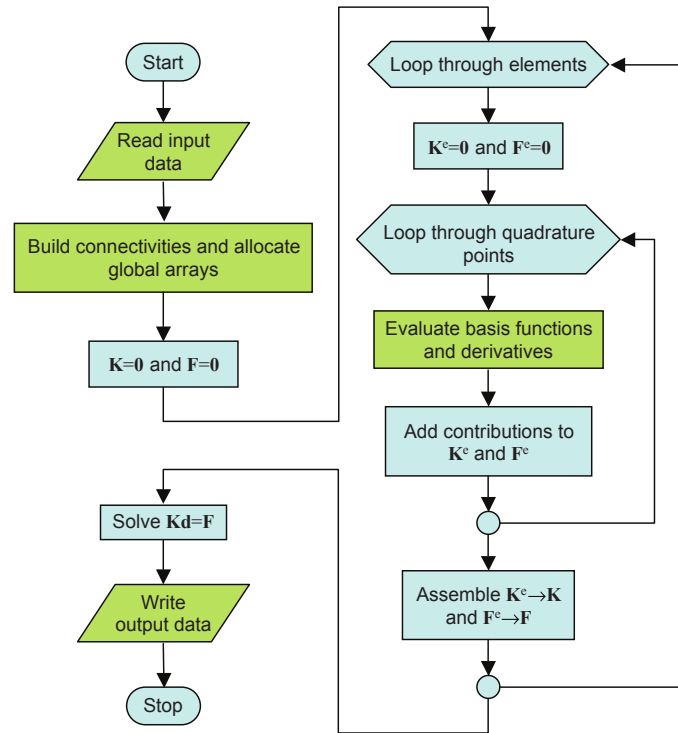 Start
Read input
data
Build connectivities and allocate
global arrays
K=0 and F=0
Loop through elements
Kᵉ=0 and Fᵉ=0
Loop through quadrature
points
Evaluate basis functions
and derivatives
Add contributions to
Kᵉ and Fᵉ
Assemble Kᵉ→K
and Fᵉ→F
Solve Kd=F
Write
output data
Stop